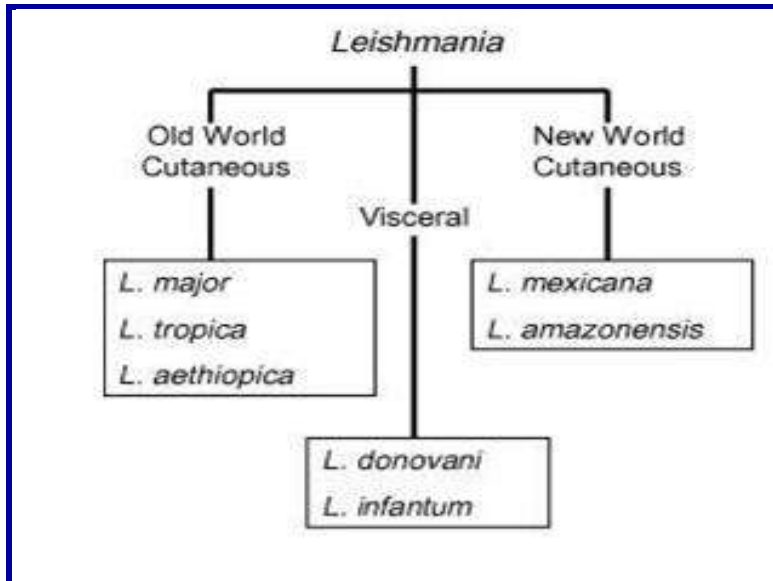 Leishmania
Old World
Cutaneous
New World
Cutaneous
Visceral
L. major
L. tropica
L. aethiopica
L. mexicana
L. amazonensis
L. donovani
L. infantum